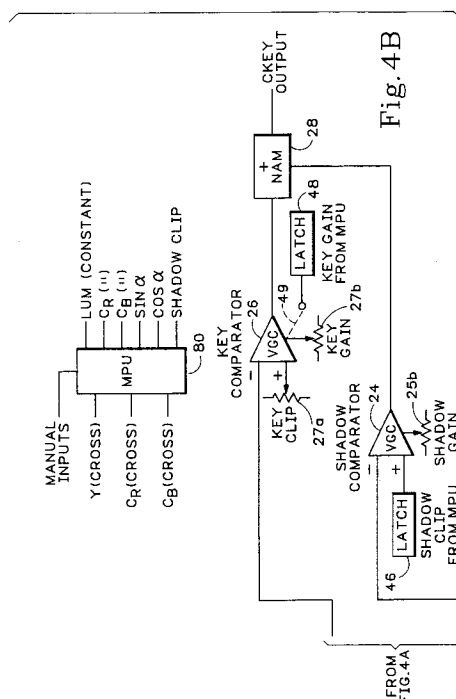 MANUAL
INPUTS
Y(CROSS)
CR(CROSS)
CB(CROSS)
MPU
80
LUM (CONSTANT)
CR(")
CB(")
SIN α
COS α
SHADOW CLIP
KEY
COMPARATOR
26
VGC
−
+
KEY
CLIP
27a
49
27b
KEY
GAIN
LATCH
48
KEY GAIN
FROM MPU
+
NAM
28
CKEY
OUTPUT
SHADOW
COMPARATOR
24
VGC
−
+
25b
SHADOW
GAIN
LATCH
46
SHADOW
CLIP
FROM MPU
FROM
FIG.4A
Fig.4B